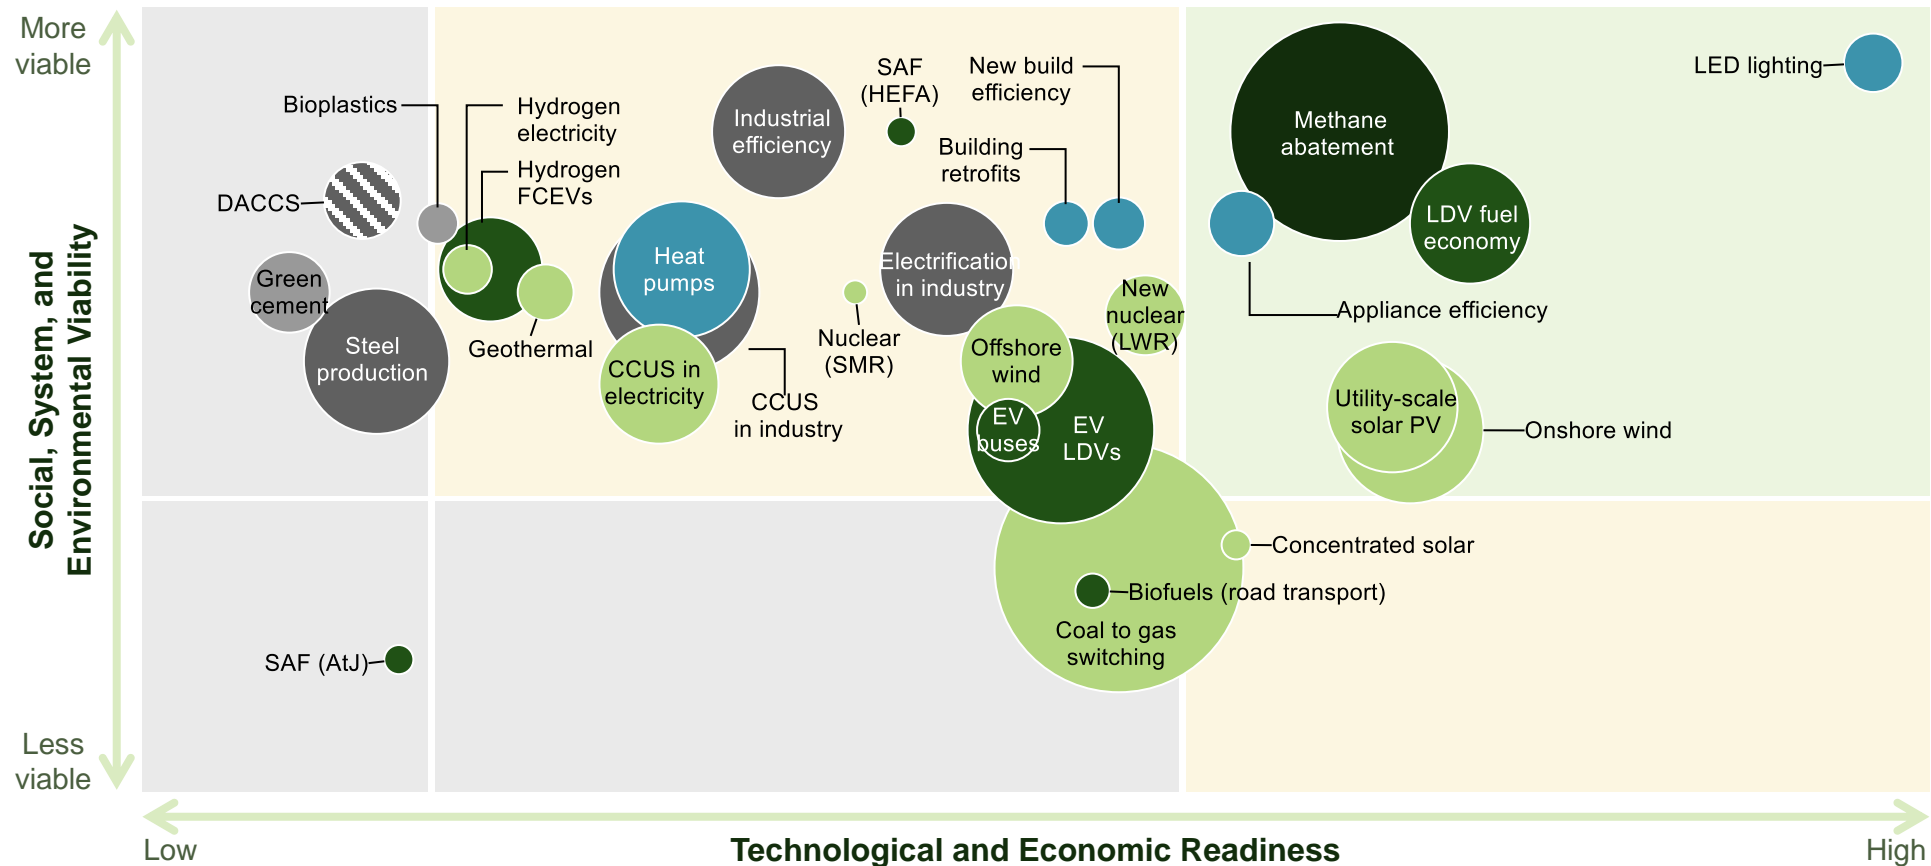 More
viable
Social, System, and
Environmental Viability
Less
viable
Bioplastics
Hydrogen
electricity
Hydrogen
FCEVs
DACCS
Green
cement
Steel
production
Geothermal
Industrial
efficiency
SAF
(HEFA)
New build
efficiency
Building
retrofits
Heat
pumps
CCUS in
electricity
CCUS
in industry
Nuclear
(SMR)
Electrification
in industry
Offshore
wind
New
nuclear
(LWR)
EV
buses
EV
LDVs
Methane
abatement
LED lighting
LDV fuel
economy
Appliance efficiency
Utility-scale
solar PV
Onshore wind
Concentrated solar
Biofuels (road transport)
Coal to gas
switching
SAF (AtJ)
Low
Technological and Economic Readiness
High